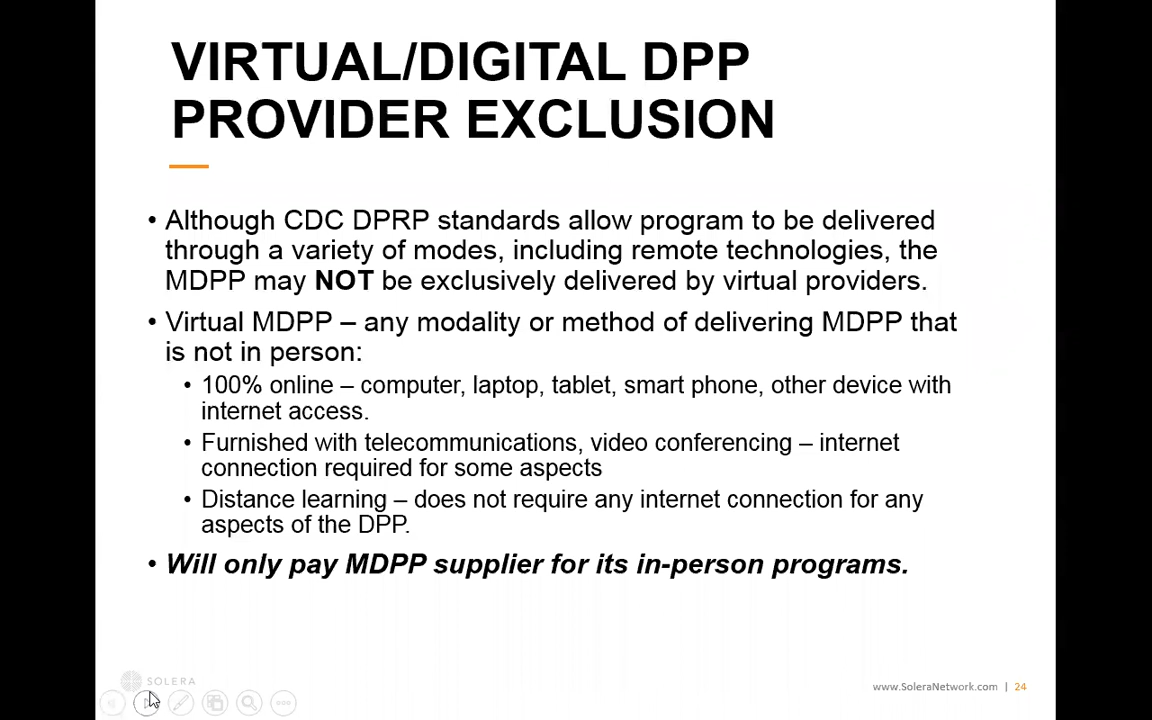 VIRTUAL/DIGITAL DPP
PROVIDER EXCLUSION
• Although CDC DPRP standards allow program to be delivered
through a variety of modes, including remote technologies, the
MDPP may NOT be exclusively delivered by virtual providers.
• Virtual MDPP – any modality or method of delivering MDPP that
is not in person:
• 100% online – computer, laptop, tablet, smart phone, other device with
internet access.
• Furnished with telecommunications, video conferencing – internet
connection required for some aspects
• Distance learning – does not require any internet connection for any
aspects of the DPP.
• Will only pay MDPP supplier for its in-person programs.
SOLERA
www.SoleraNetwork.com | 24